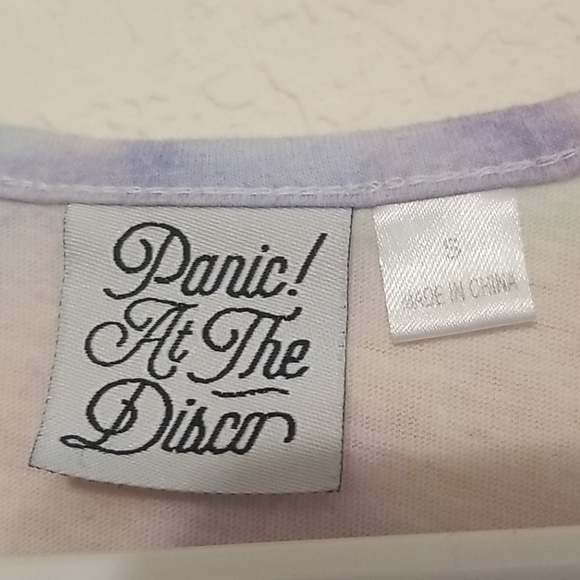 Panic!
At The
Disco
S
MADE IN CHINA